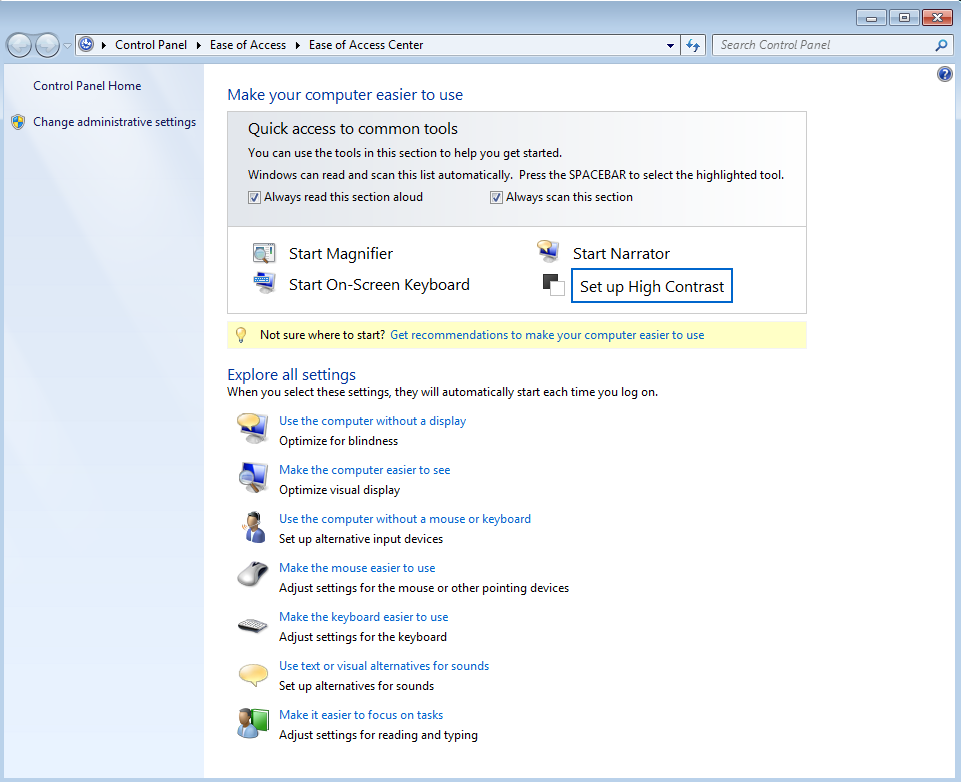 Control Panel Ease of Access Ease of Access Center
Search Control Panel
Control Panel Home
Change administrative settings
Make your computer easier to use
Quick access to common tools
You can use the tools in this section to help you get started.
Windows can read and scan this list automatically. Press the SPACEBAR to select the highlighted tool.
Always read this section aloud
Always scan this section
Start Magnifier
Start Narrator
Start On-Screen Keyboard
Set up High Contrast
Not sure where to start? Get recommendations to make your computer easier to use
Explore all settings
When you select these settings, they will automatically start each time you log on.
Use the computer without a display
Optimize for blindness
Make the computer easier to see
Optimize visual display
Use the computer without a mouse or keyboard
Set up alternative input devices
Make the mouse easier to use
Adjust settings for the mouse or other pointing devices
Make the keyboard easier to use
Adjust settings for the keyboard
Use text or visual alternatives for sounds
Set up alternatives for sounds
Make it easier to focus on tasks
Adjust settings for reading and typing